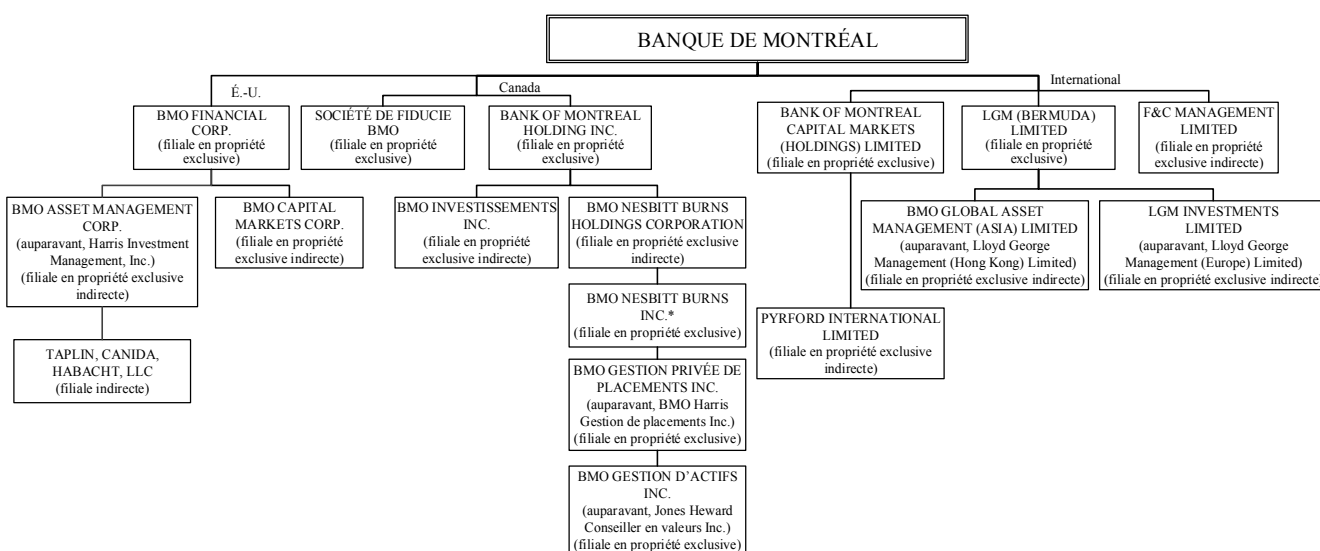 BANQUE DE MONTRÉAL
É.-U.
Canada
International
BMO FINANCIAL
CORP.
(filiale en propriété
exclusive)
SOCIÉTÉ DE FIDUCIE
BMO
(filiale en propriété
exclusive)
BANK OF MONTREAL
HOLDING INC.
(filiale en propriété
exclusive)
BANK OF MONTREAL
CAPITAL MARKETS
(HOLDINGS) LIMITED
(filiale en propriété exclusive)
LGM (BERMUDA)
LIMITED
(filiale en propriété
exclusive)
F&C MANAGEMENT
LIMITED
(filiale en propriété
exclusive indirecte)
BMO ASSET MANAGEMENT
CORP.
(auparavant, Harris Investment
Management, Inc.)
(filiale en propriété exclusive
indirecte)
BMO CAPITAL
MARKETS CORP.
(filiale en propriété
exclusive indirecte)
BMO INVESTISSEMENTS
INC.
(filiale en propriété
exclusive indirecte)
BMO NESBITT BURNS
HOLDINGS CORPORATION
(filiale en propriété exclusive
indirecte)
BMO GLOBAL ASSET
MANAGEMENT (ASIA) LIMITED
(auparavant, Lloyd George
Management (Hong Kong) Limited)
(filiale en propriété exclusive indirecte)
LGM INVESTMENTS
LIMITED
(auparavant, Lloyd George
Management (Europe) Limited)
(filiale en propriété exclusive indirecte)
TAPLIN, CANIDA,
HABACHT, LLC
(filiale indirecte)
BMO NESBITT BURNS
INC.*
(filiale en propriété exclusive)
PYRFORD INTERNATIONAL
LIMITED
(filiale en propriété exclusive
indirecte)
BMO GESTION PRIVÉE DE
PLACEMENTS INC.
(auparavant, BMO Harris
Gestion de placements Inc.)
(filiale en propriété exclusive)
BMO GESTION D’ACTIFS
INC.
(auparavant, Jones Heward
Conseiller en valeurs Inc.)
(filiale en propriété exclusive)